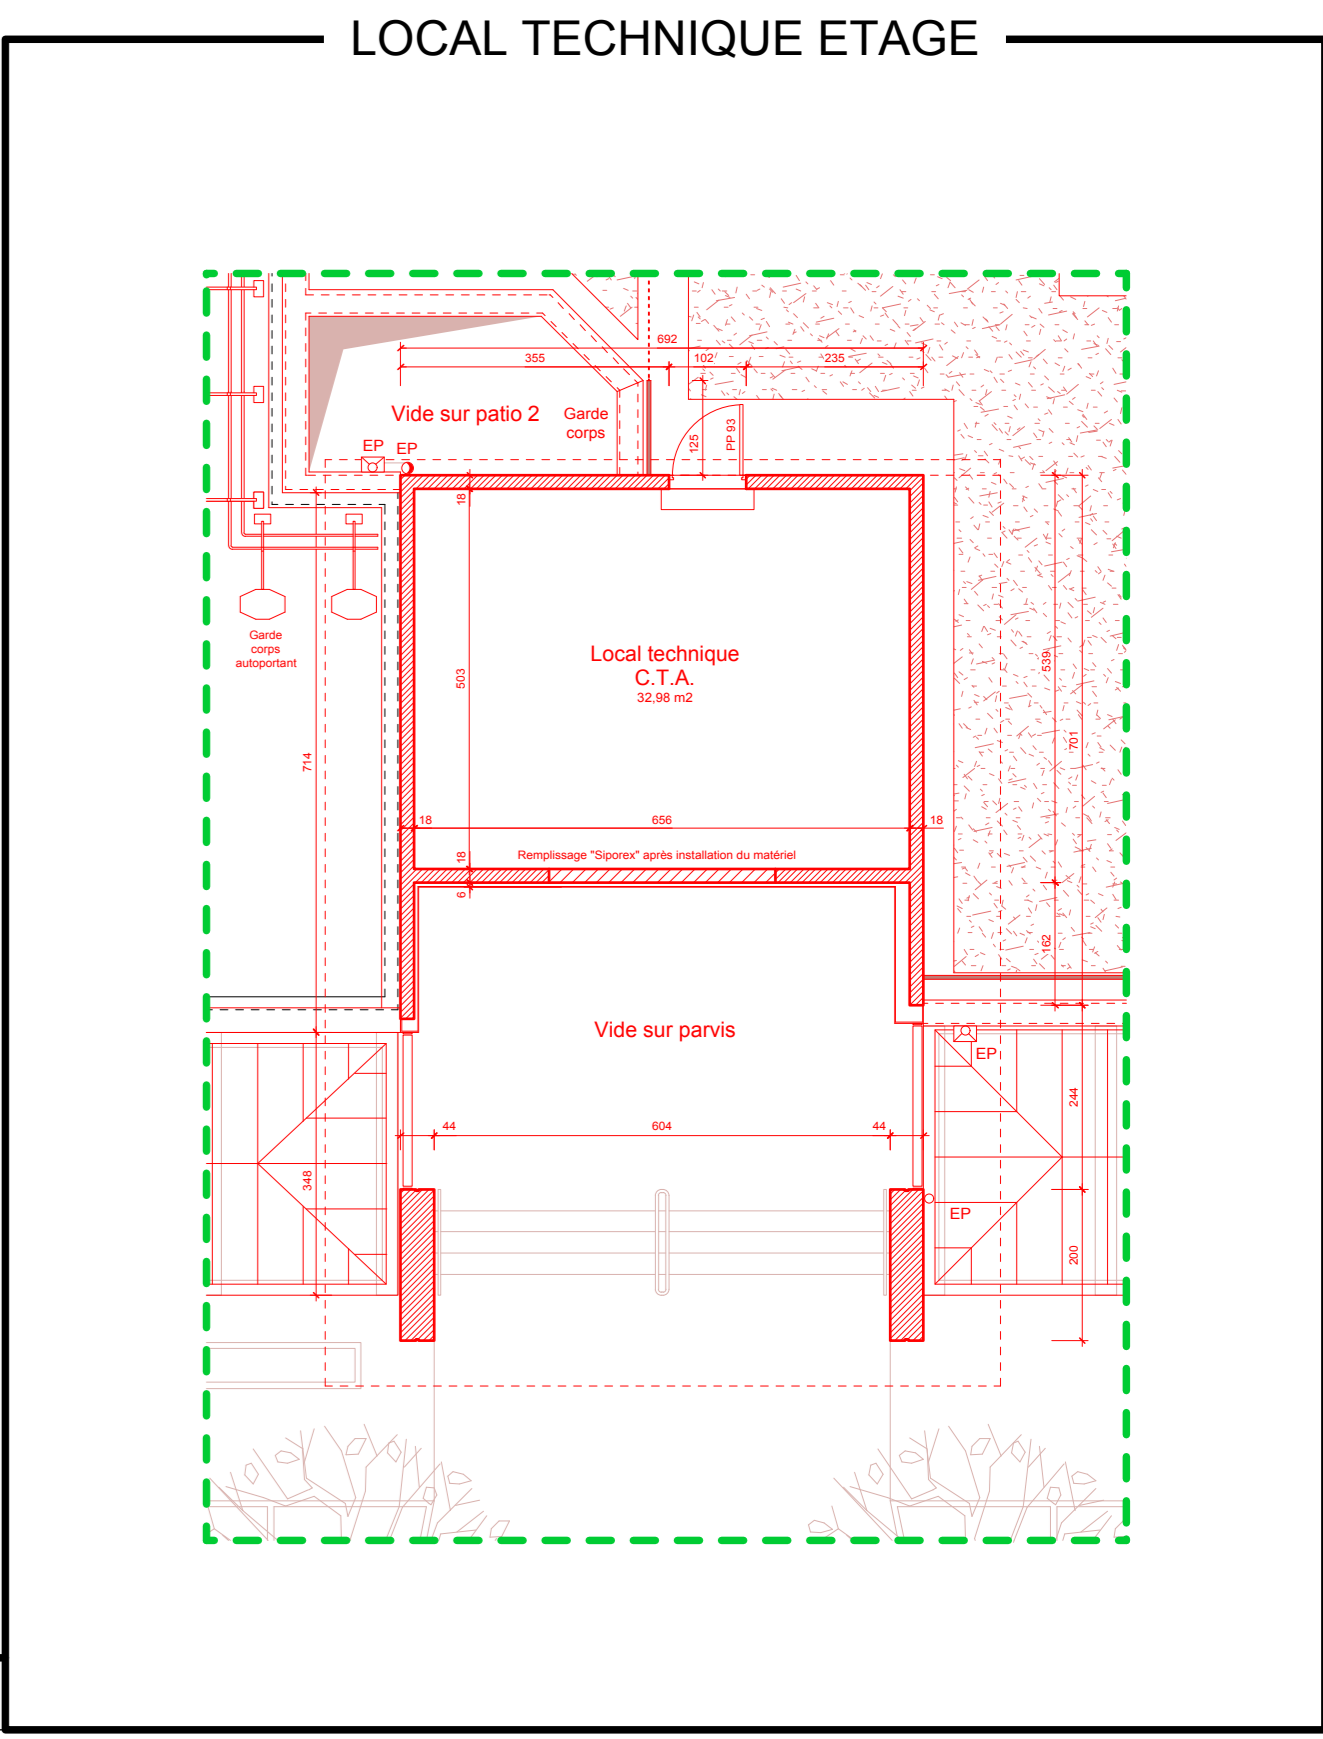 LOCAL TECHNIQUE ETAGE
692
355
102
235
Vide sur patio 2
Garde
corps
125
PP 93
EP
EP
18
Garde
corps
autoportant
Local technique
C.T.A.
32,98 m2
503
539
701
714
18
656
18
18
Remplissage "Siporex" après installation du matériel
6
162
Vide sur parvis
EP
244
44
604
44
348
EP
200